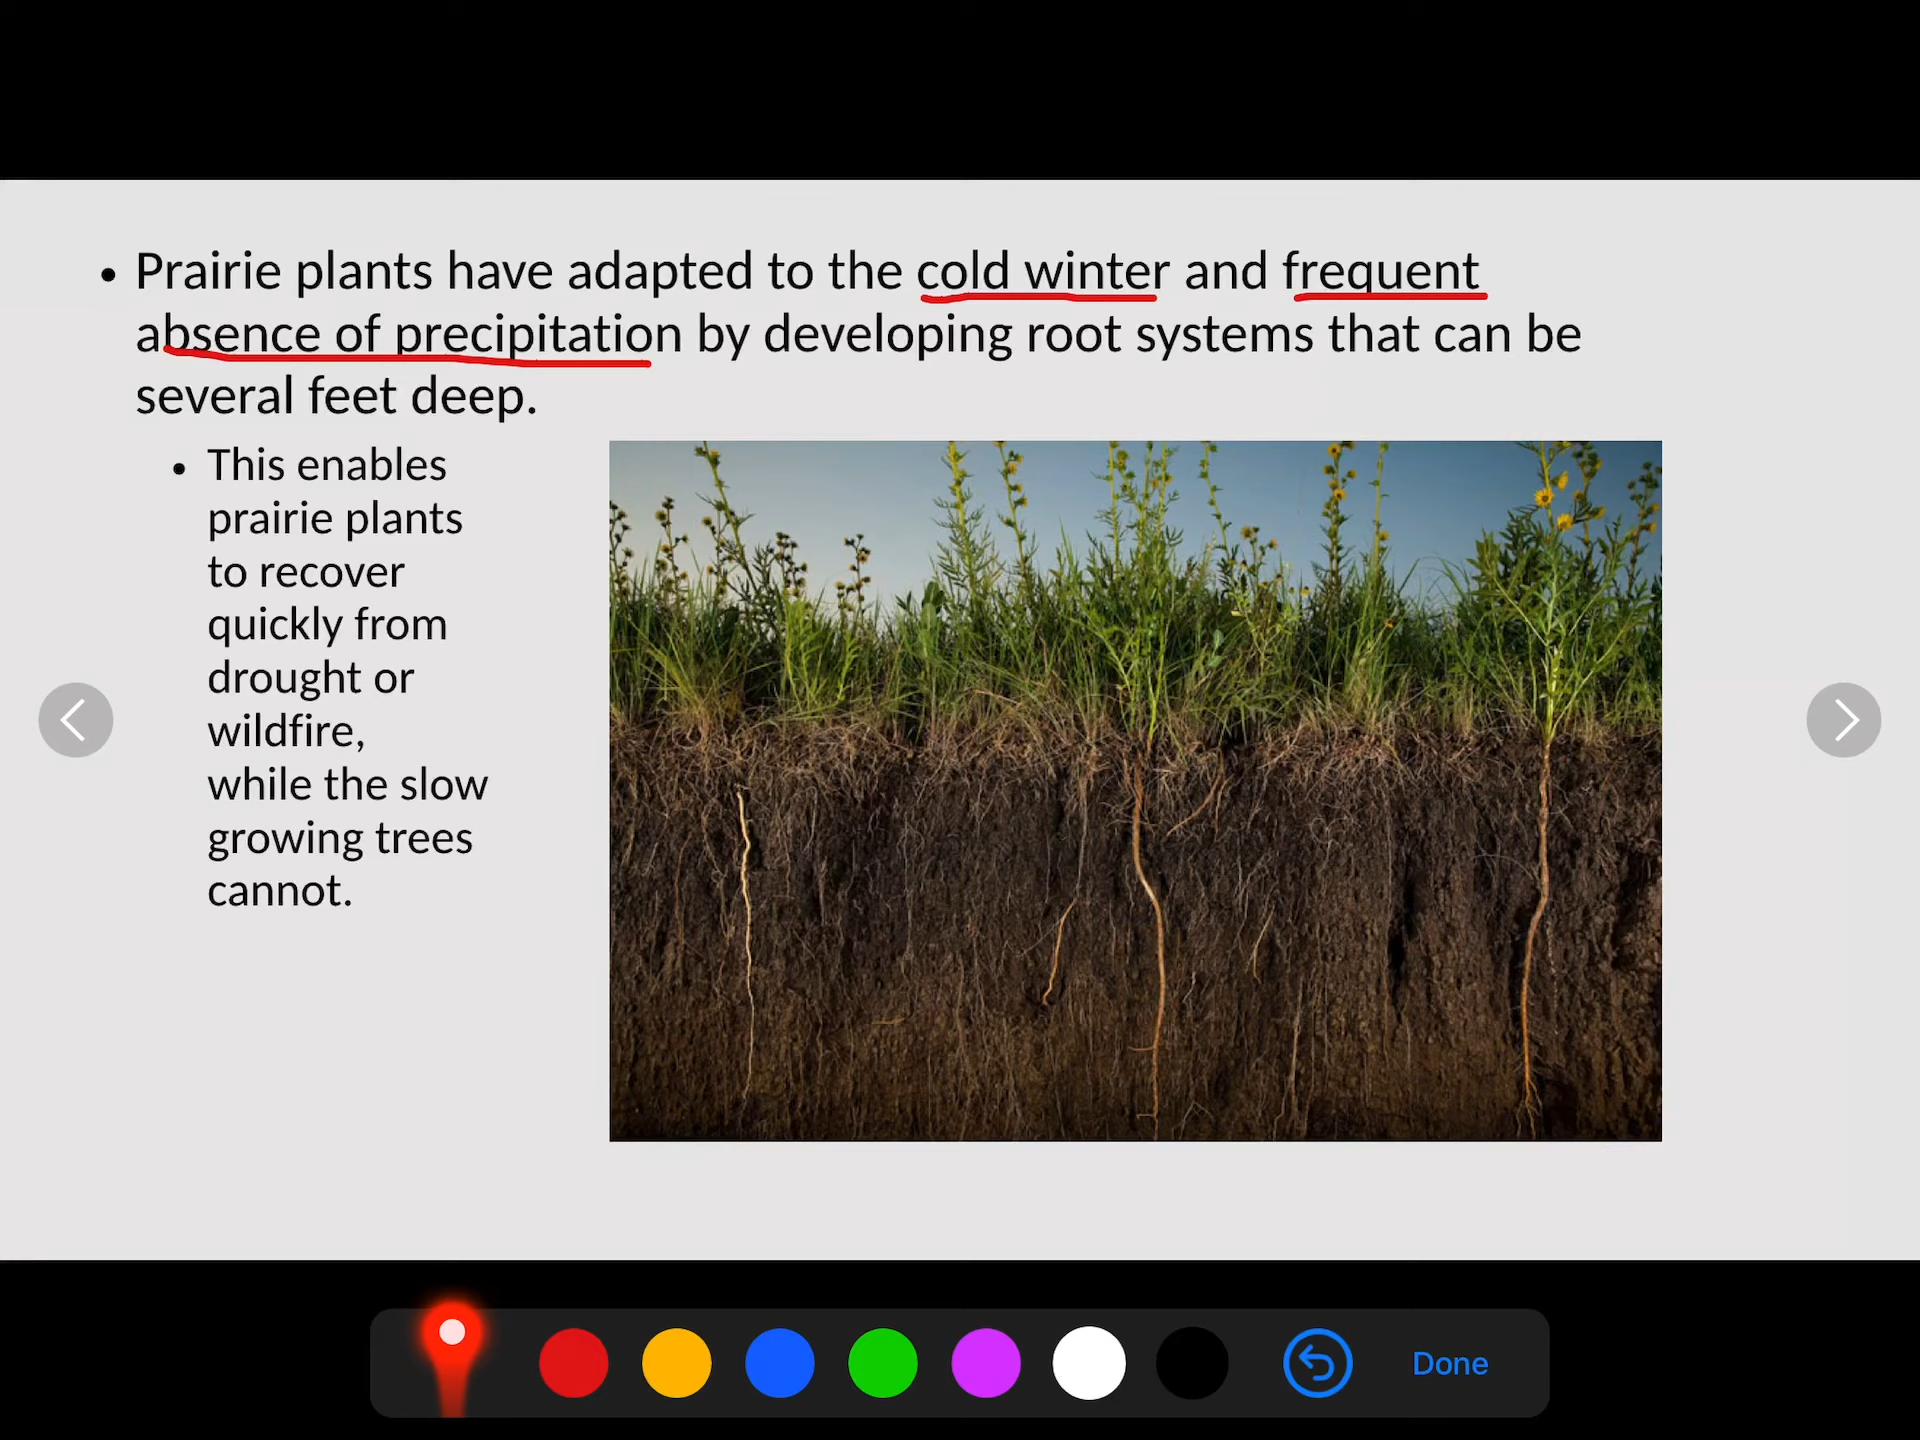 • Prairie plants have adapted to the cold winter and frequent
absence of precipitation by developing root systems that can be
several feet deep.
• This enables
prairie plants
to recover
quickly from
drought or
wildfire,
while the slow
growing trees
cannot.
Done